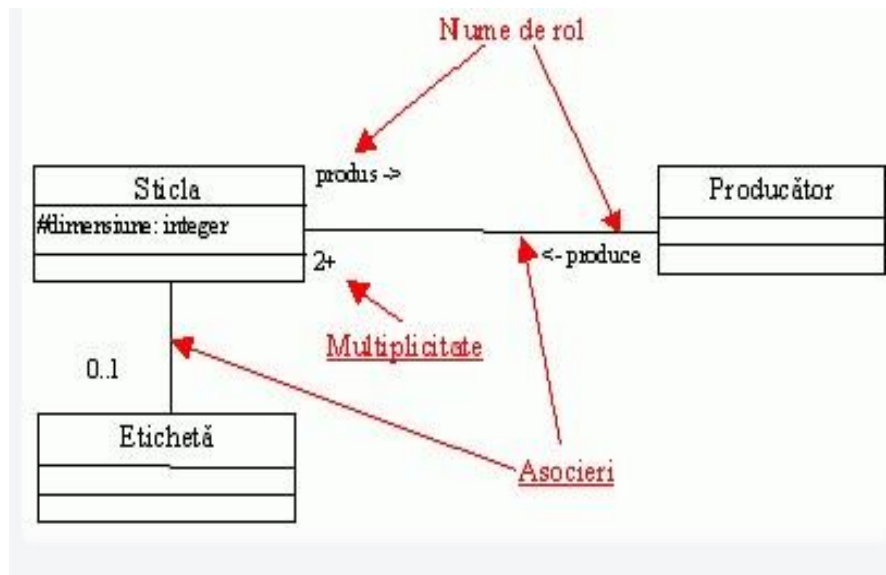 Nume de rol
produs ->
Sticla
Producător
#dimensiune: integer
<- produce
2+
Multiplicitate
0..1
Etichetă
Asocieri